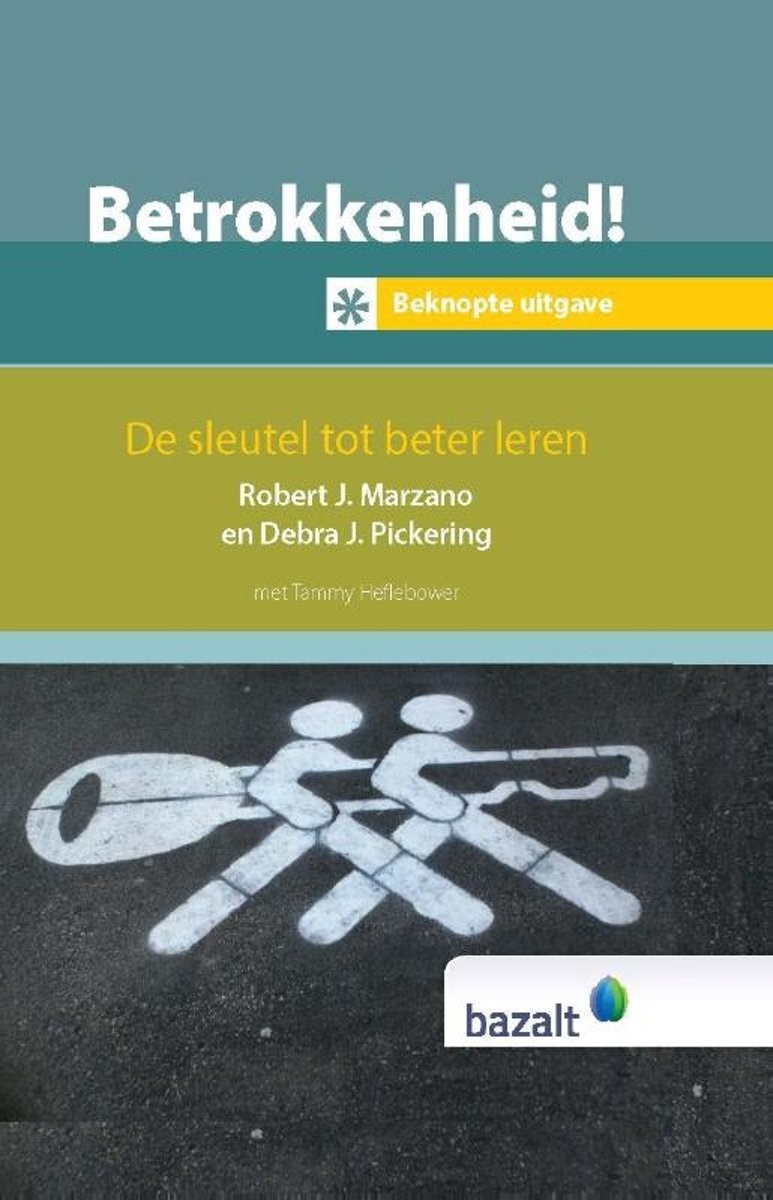 Betrokkenheid!
Beknopte uitgave
De sleutel tot beter leren
Robert J. Marzano
en Debra J. Pickering
met Tammy Heflebower
bazalt